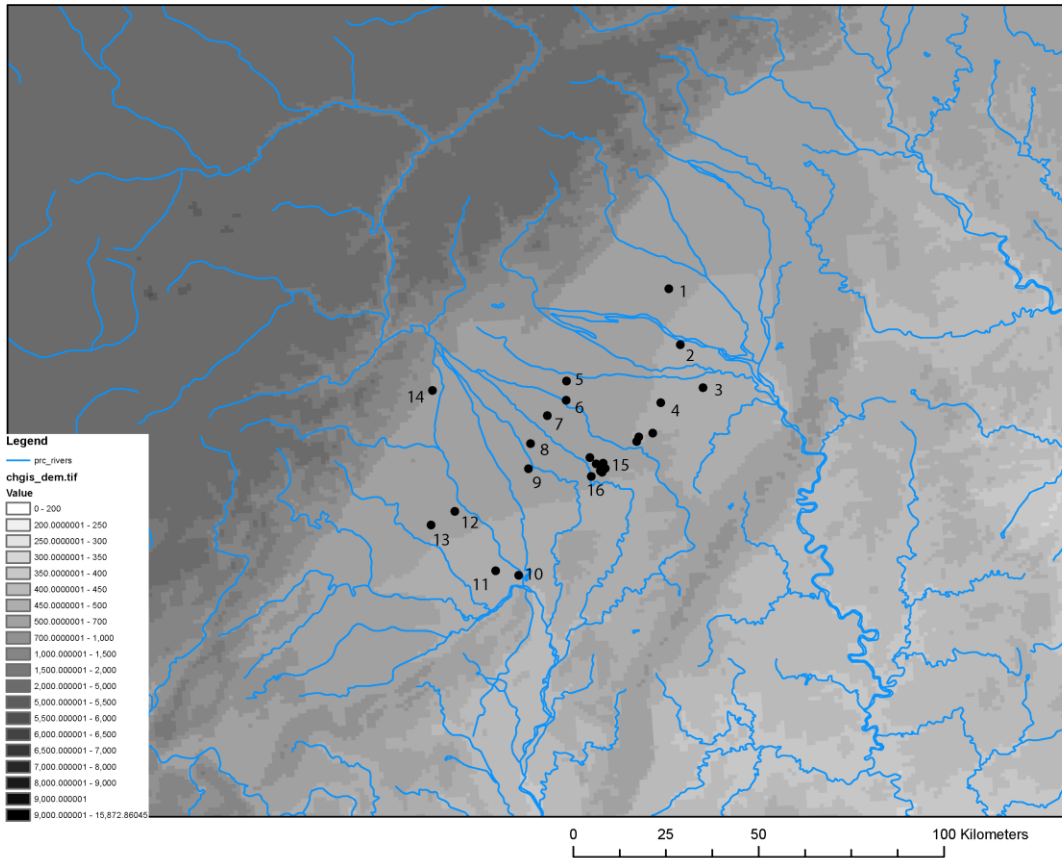 1
2
3
4
5
6
7
8
9
10
11
12
13
14
15
16
Legend
prc_rivers
chgis_dem.tif
Value
0 - 200
200.0000001 - 250
250.0000001 - 300
300.0000001 - 350
350.0000001 - 400
400.0000001 - 450
450.0000001 - 500
500.0000001 - 700
700.0000001 - 1,000
1,000.000001 - 1,500
1,500.000001 - 2,000
2,000.000001 - 5,000
5,000.000001 - 5,500
5,500.000001 - 6,000
6,000.000001 - 6,500
6,500.000001 - 7,000
7,000.000001 - 8,000
8,000.000001 - 9,000
9,000.000001
9,000.000001 - 15,872.86045
0 25 50 100 Kilometers